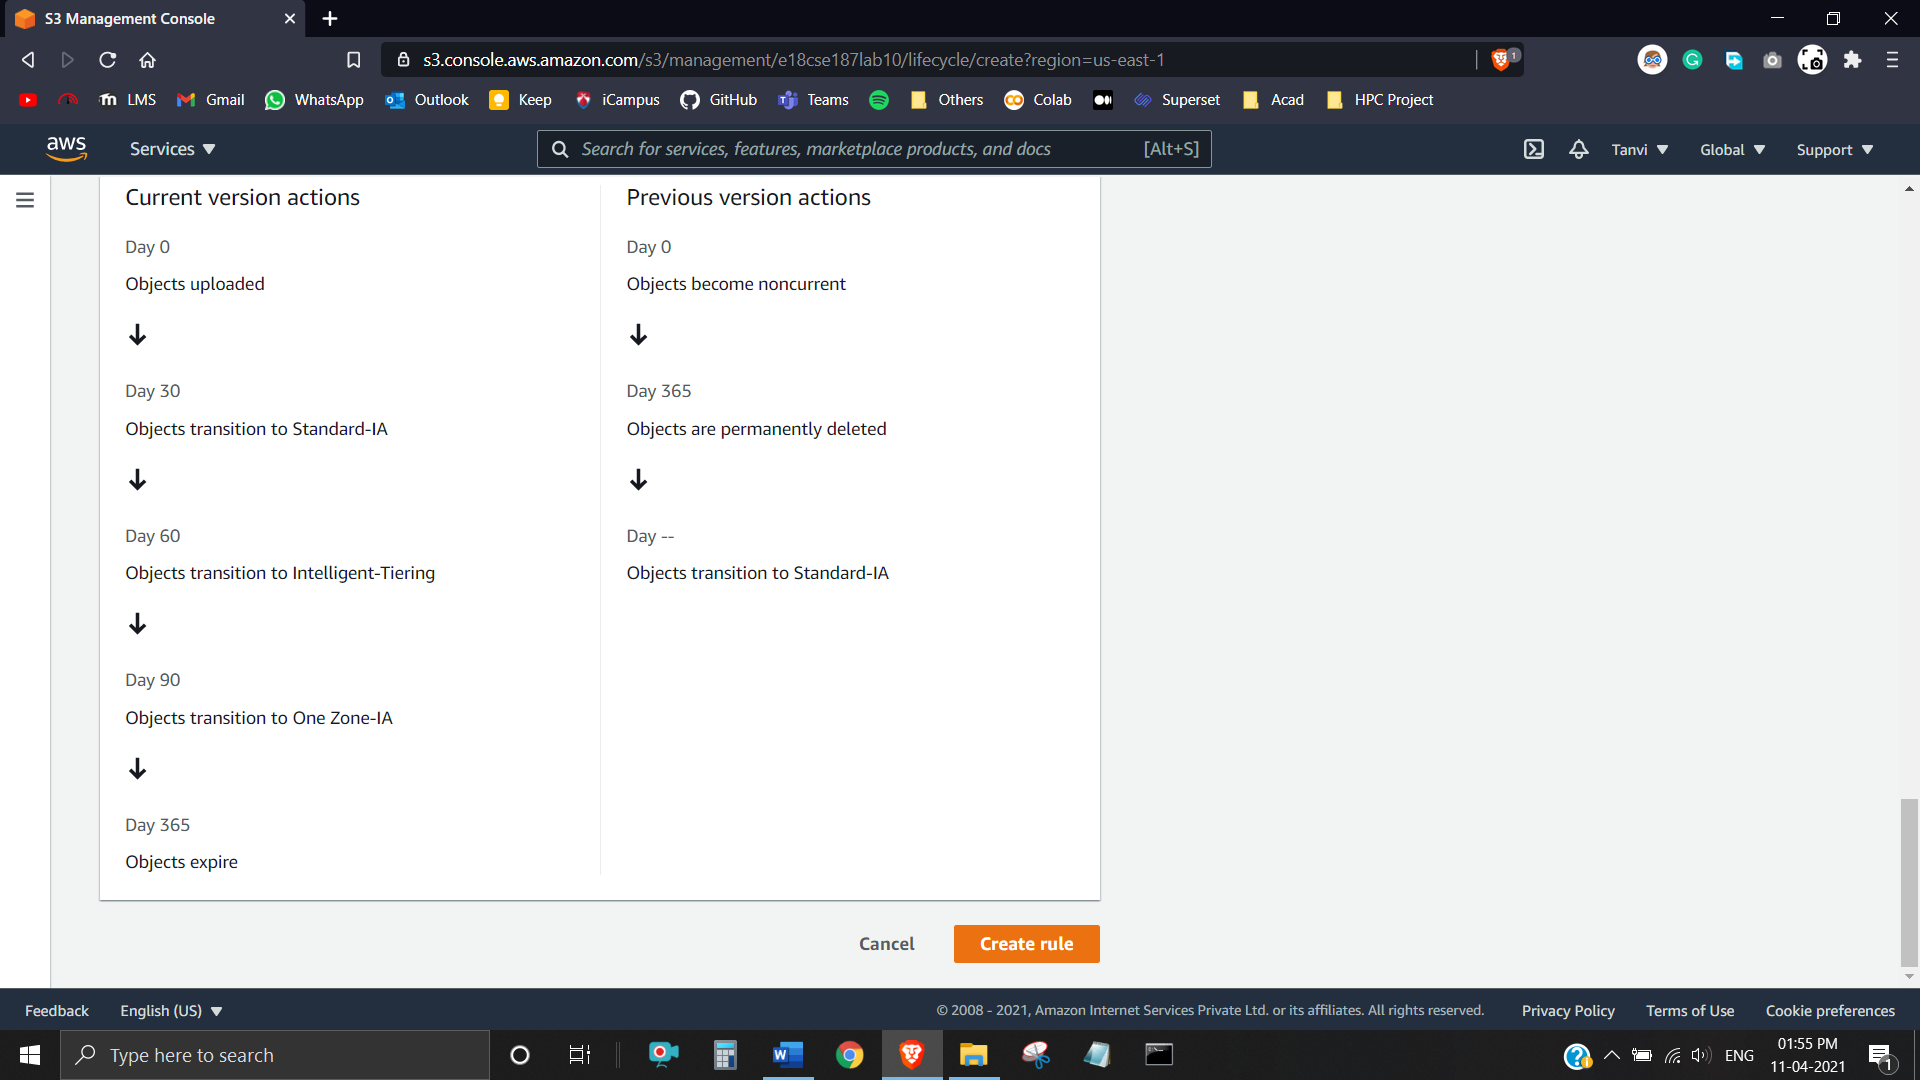 S3 Management Console
s3.console.aws.amazon.com/s3/management/e18cse187lab10/lifecycle/create?region=us-east-1
1
LMS Gmail WhatsApp Outlook Keep iCampus GitHub Teams Others Colab Superset Acad HPC Project
aws Services Search for services, features, marketplace products, and docs [Alt+S] Tanvi Global Support
Current version actions
Day 0
Objects uploaded
Day 30
Objects transition to Standard-IA
Day 60
Objects transition to Intelligent-Tiering
Day 90
Objects transition to One Zone-IA
Day 365
Objects expire
Previous version actions
Day 0
Objects become noncurrent
Day 365
Objects are permanently deleted
Day --
Objects transition to Standard-IA
Cancel Create rule
Feedback English (US) © 2008 - 2021, Amazon Internet Services Private Ltd. or its affiliates. All rights reserved. Privacy Policy Terms of Use Cookie preferences
Type here to search
ENG
01:55 PM
11-04-2021
1